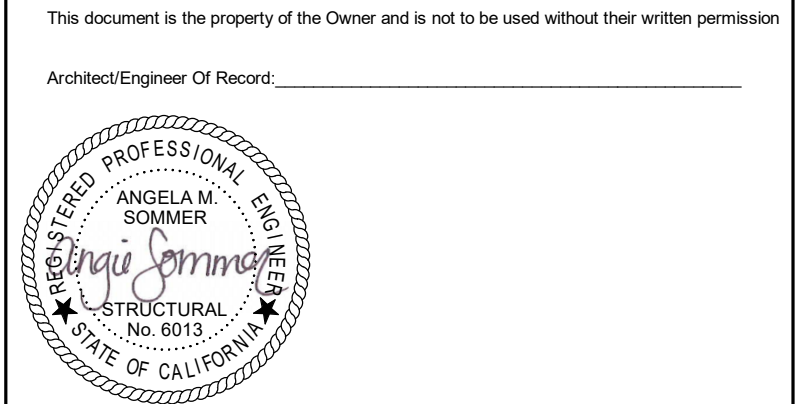 This document is the property of the Owner and is not to be used without their written permission
Architect/Engineer Of Record:
REGISTERED PROFESSIONAL ENGINEER
ANGELA M.
SOMMER
Angie Sommer
STRUCTURAL
No. 6013
STATE OF CALIFORNIA